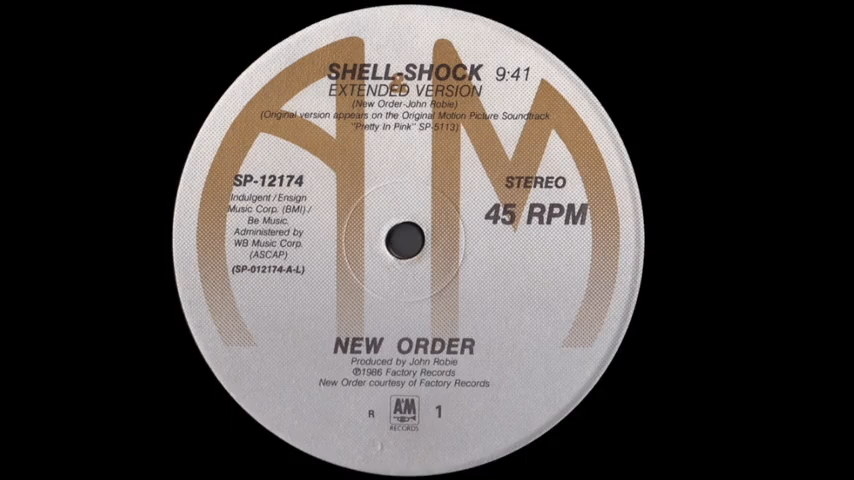 SHELL-SHOCK 9:41
EXTENDED VERSION
(New Order-John Robie)
(Original version appears on the Original Motion Picture Soundtrack
"Pretty In Pink" SP-5113)
SP-12174
Indulgent/Ensign
Music Corp. (BMI)/
Be Music.
Administered by
WB Music Corp.
(ASCAP)
(SP-012174-A-L)
STEREO
45 RPM
NEW ORDER
Produced by John Robie
℗1986 Factory Records
New Order courtesy of Factory Records
R A&M RECORDS 1
A&M